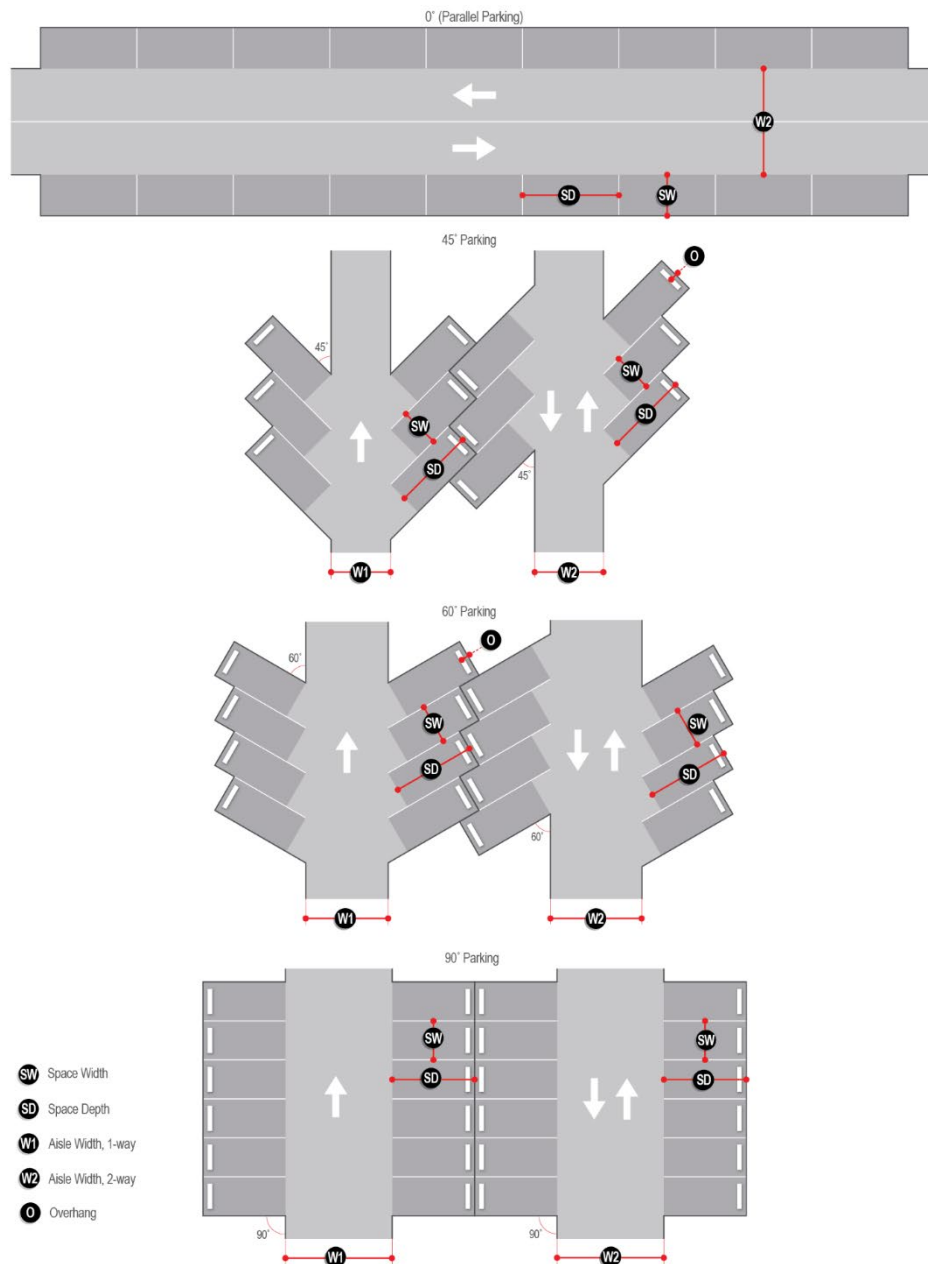 0° (Parallel Parking)
W2
SD
SW
45° Parking
O
45°
SW
SW
SD
SD
45°
W1
W2
60° Parking
O
60°
SW
SW
SD
SD
60°
W1
W2
90° Parking
SW
SW
SD
SD
90°
90°
W1
W2
SW Space Width
SD Space Depth
W1 Aisle Width, 1-way
W2 Aisle Width, 2-way
O Overhang